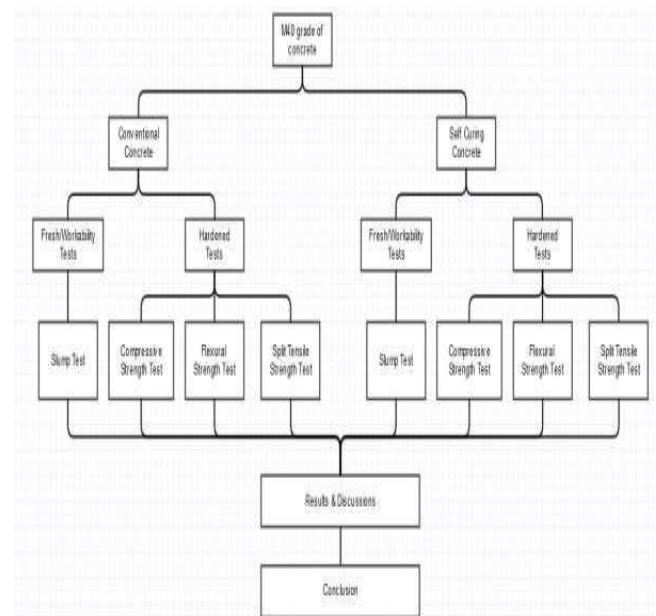 M40 grade of
concrete
Conventional
Concrete
Self Curing
Concrete
Fresh/Workability
Tests
Hardened
Tests
Fresh/Workability
Tests
Hardened
Tests
Slump Test
Compressive
Strength Test
Flexural
Strength Test
Split Tensile
Strength Test
Slump Test
Compressive
Strength Test
Flexural
Strength Test
Split Tensile
Strength Test
Results & Discussions
Conclusion